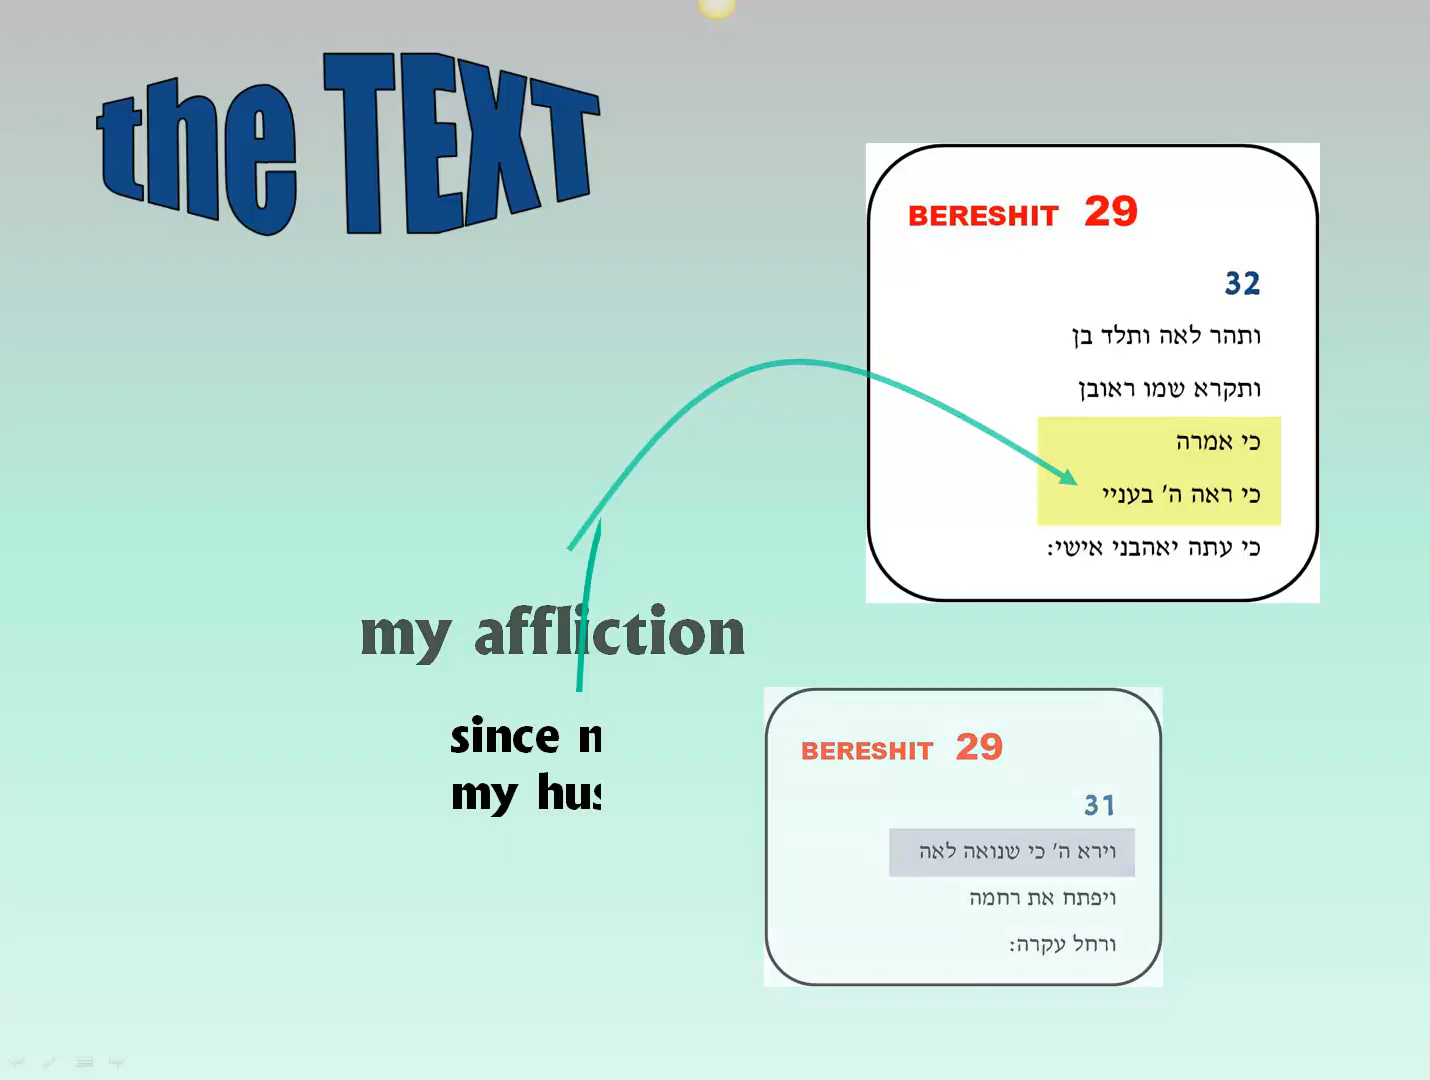 the TEXT
BERESHIT 29
32
ותהר לאה ותלד בן
ותקרא שמו ראובן
כי אמרה
כי ראה ה' בעניי
כי עתה יאהבני אישי:
my affliction
since
my
BERESHIT 29
31
וירא ה' כי שנואה לאה
ויפתח את רחמה
ורחל עקרה: